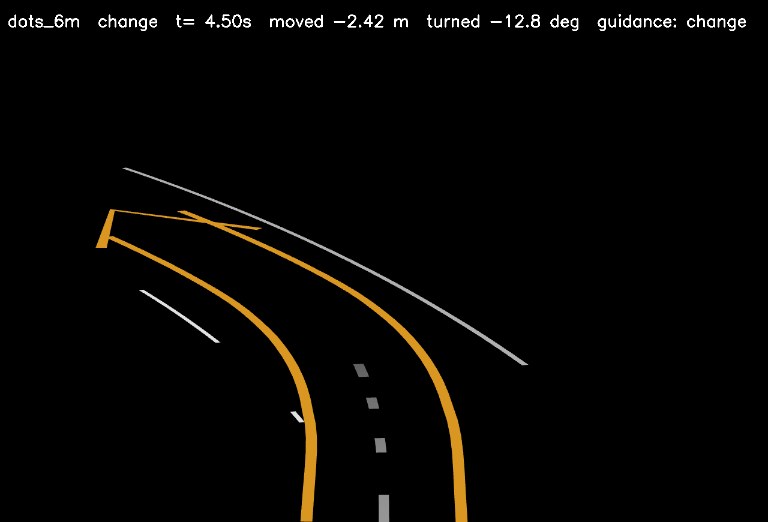 dots_6m change t= 4.50s moved −2.42 m turned −12.8 deg guidance: change